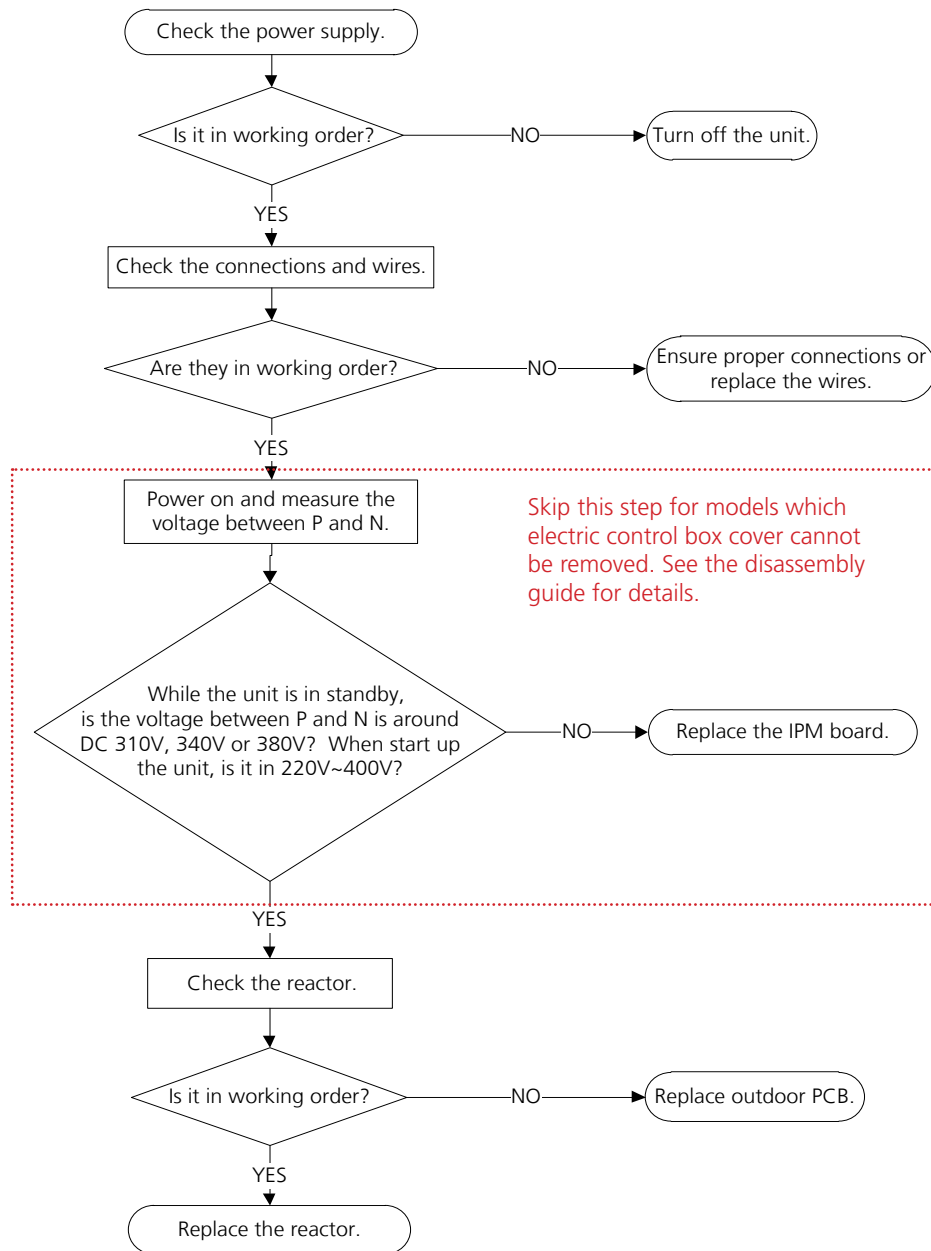 Check the power supply.
Is it in working order?
NO
Turn off the unit.
YES
Check the connections and wires.
Are they in working order?
NO
Ensure proper connections or
replace the wires.
YES
Power on and measure the
voltage between P and N.
Skip this step for models which
electric control box cover cannot
be removed. See the disassembly
guide for details.
While the unit is in standby,
is the voltage between P and N is around
DC 310V, 340V or 380V? When start up
the unit, is it in 220V~400V?
NO
Replace the IPM board.
YES
Check the reactor.
Is it in working order?
NO
Replace outdoor PCB.
YES
Replace the reactor.